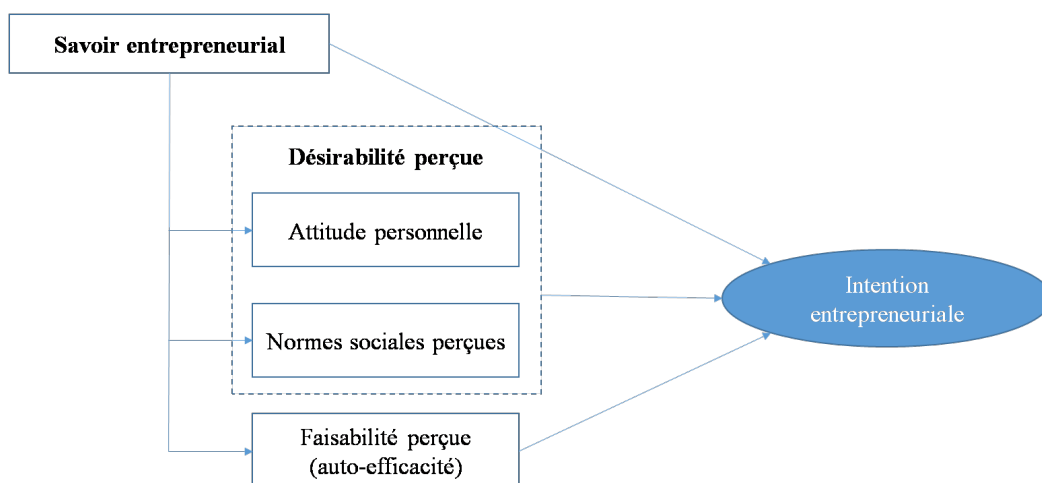 Savoir entrepreneurial
Désirabilité perçue
Attitude personnelle
Normes sociales perçues
Faisabilité perçue
(auto-efficacité)
Intention
entrepreneuriale